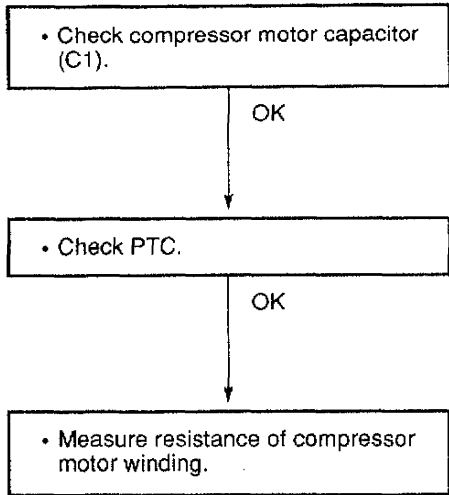 • Check compressor motor capacitor
(C1).
OK
• Check PTC.
OK
• Measure resistance of compressor
motor winding.